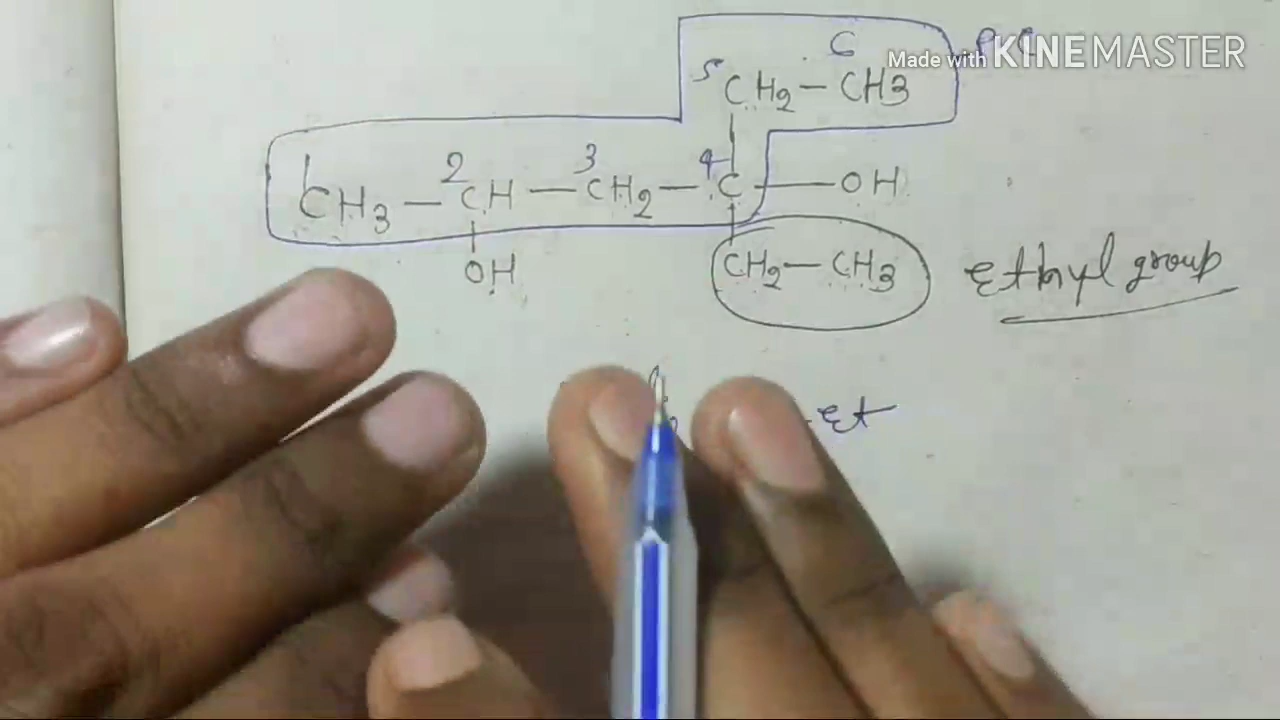 6
Made with KINEMASTER
5 CH2 — CH3
1 2 3 4
CH3 — CH — CH2 — C — OH
OH CH2 — CH3 Ethyl group
Et